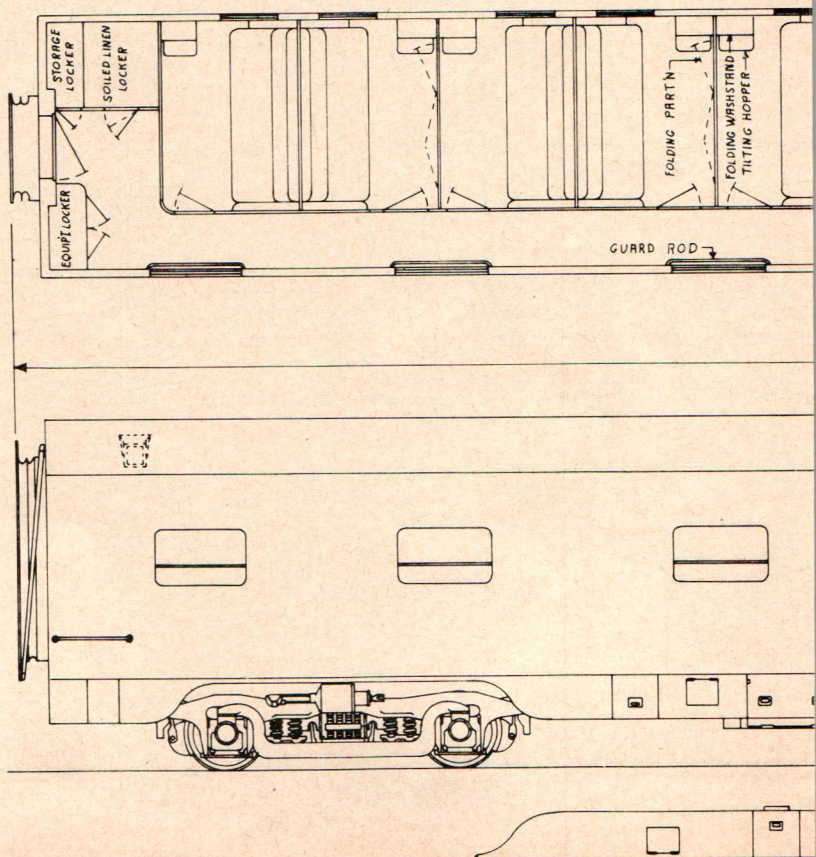 STORAGE
LOCKER
SOILED LINEN
LOCKER
EQUIP'T LOCKER
FOLDING PART'N
FOLDING WASHSTAND
TILTING HOPPER
GUARD ROD